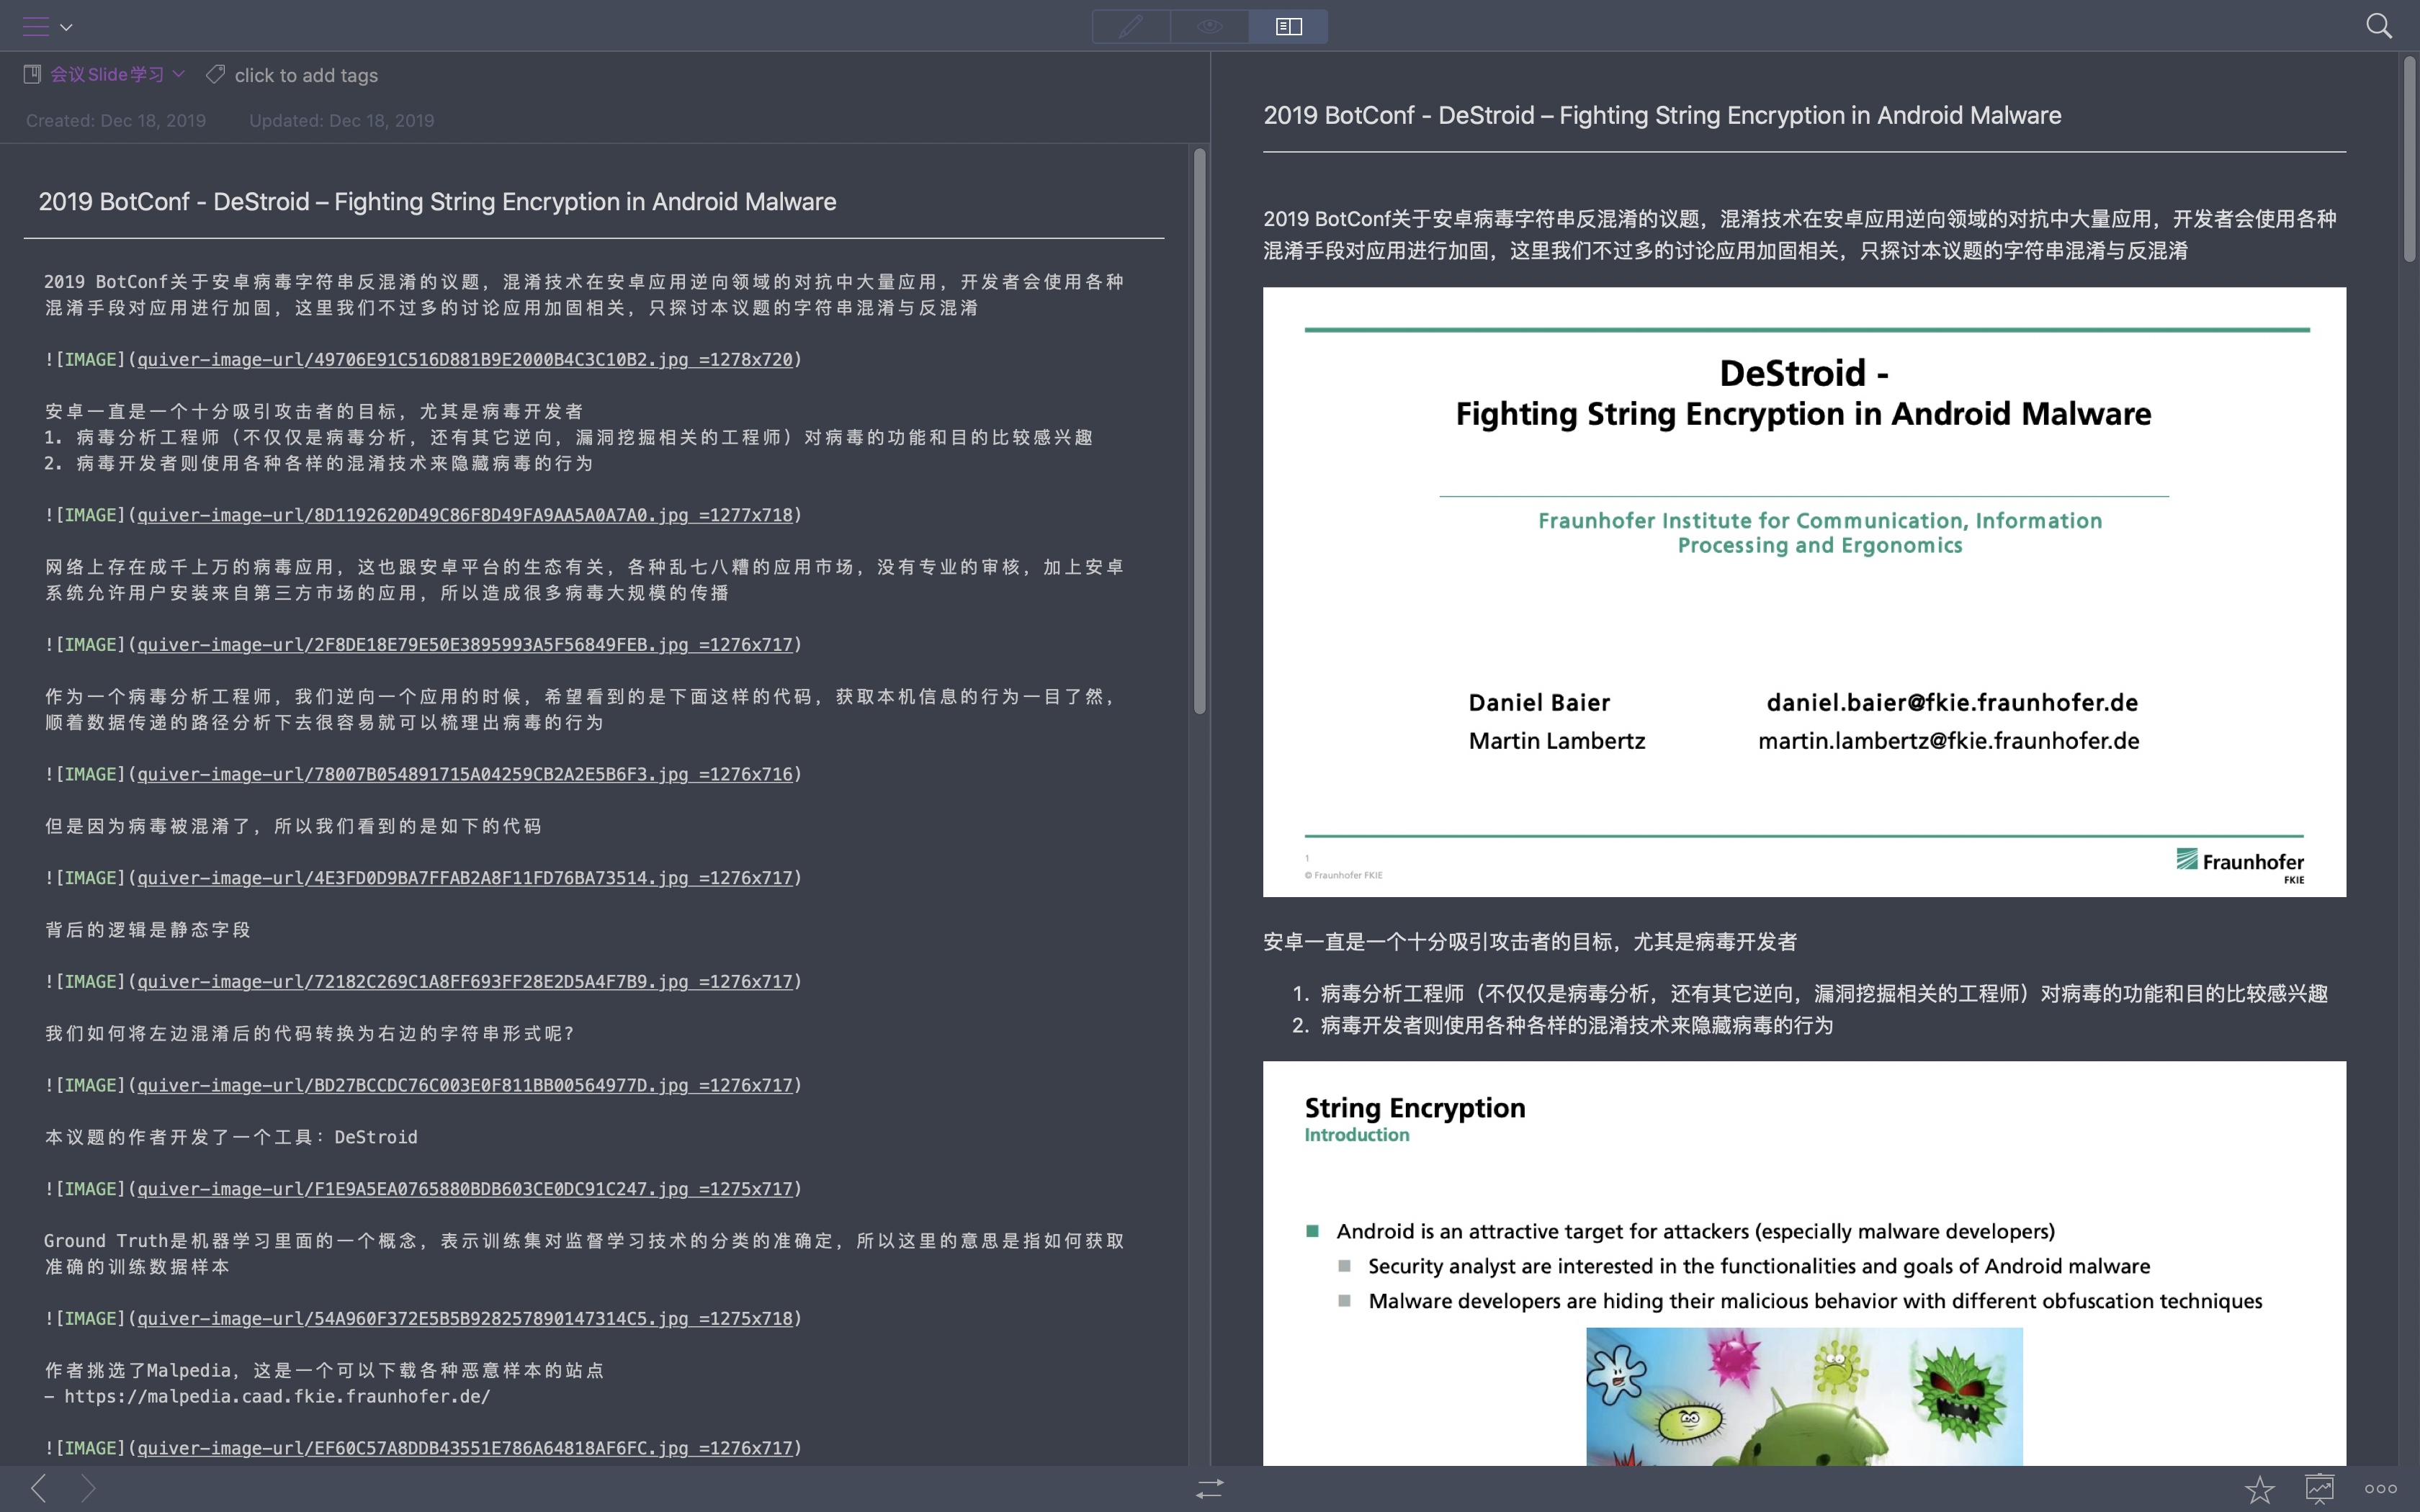 会议Slide学习
click to add tags
Created: Dec 18, 2019
Updated: Dec 18, 2019
2019 BotConf - DeStroid – Fighting String Encryption in Android Malware
2019 BotConf关于安卓病毒字符串反混淆的议题，混淆技术在安卓应用逆向领域的对抗中大量应用，开发者会使用各种
混淆手段对应用进行加固，这里我们不过多的讨论应用加固相关，只探讨本议题的字符串混淆与反混淆
![IMAGE](quiver-image-url/49706E91C516D881B9E2000B4C3C10B2.jpg =1278x720)
安卓一直是一个十分吸引攻击者的目标，尤其是病毒开发者
1. 病毒分析工程师（不仅仅是病毒分析，还有其它逆向，漏洞挖掘相关的工程师）对病毒的功能和目的比较感兴趣
2. 病毒开发者则使用各种各样的混淆技术来隐藏病毒的行为
![IMAGE](quiver-image-url/8D1192620D49C86F8D49FA9AA5A0A7A0.jpg =1277x718)
网络上存在成千上万的病毒应用，这也跟安卓平台的生态有关，各种乱七八糟的应用市场，没有专业的审核，加上安卓
系统允许用户安装来自第三方市场的应用，所以造成很多病毒大规模的传播
![IMAGE](quiver-image-url/2F8DE18E79E50E3895993A5F56849FEB.jpg =1276x717)
作为一个病毒分析工程师，我们逆向一个应用的时候，希望看到的是下面这样的代码，获取本机信息的行为一目了然，
顺着数据传递的路径分析下去很容易就可以梳理出病毒的行为
![IMAGE](quiver-image-url/78007B054891715A04259CB2A2E5B6F3.jpg =1276x716)
但是因为病毒被混淆了，所以我们看到的是如下的代码
![IMAGE](quiver-image-url/4E3FD0D9BA7FFAB2A8F11FD76BA73514.jpg =1276x717)
背后的逻辑是静态字段
![IMAGE](quiver-image-url/72182C269C1A8FF693FF28E2D5A4F7B9.jpg =1276x717)
我们如何将左边混淆后的代码转换为右边的字符串形式呢?
![IMAGE](quiver-image-url/BD27BCCDC76C003E0F811BB00564977D.jpg =1276x717)
本议题的作者开发了一个工具：DeStroid
![IMAGE](quiver-image-url/F1E9A5EA0765880BDB603CE0DC91C247.jpg =1275x717)
Ground Truth是机器学习里面的一个概念，表示训练集对监督学习技术的分类的准确定，所以这里的意思是指如何获取
准确的训练数据样本
![IMAGE](quiver-image-url/54A960F372E5B5B928257890147314C5.jpg =1275x718)
作者挑选了Malpedia，这是一个可以下载各种恶意样本的站点
- https://malpedia.caad.fkie.fraunhofer.de/
![IMAGE](quiver-image-url/EF60C57A8DDB43551E786A64818AF6FC.jpg =1276x717)
2019 BotConf - DeStroid – Fighting String Encryption in Android Malware
2019 BotConf关于安卓病毒字符串反混淆的议题，混淆技术在安卓应用逆向领域的对抗中大量应用，开发者会使用各种
混淆手段对应用进行加固，这里我们不过多的讨论应用加固相关，只探讨本议题的字符串混淆与反混淆
DeStroid -
Fighting String Encryption in Android Malware
Fraunhofer Institute for Communication, Information
Processing and Ergonomics
Daniel Baier daniel.baier@fkie.fraunhofer.de
Martin Lambertz martin.lambertz@fkie.fraunhofer.de
1
© Fraunhofer FKIE
Fraunhofer
FKIE
安卓一直是一个十分吸引攻击者的目标，尤其是病毒开发者
1. 病毒分析工程师（不仅仅是病毒分析，还有其它逆向，漏洞挖掘相关的工程师）对病毒的功能和目的比较感兴趣
2. 病毒开发者则使用各种各样的混淆技术来隐藏病毒的行为
String Encryption
Introduction
Android is an attractive target for attackers (especially malware developers)
Security analyst are interested in the functionalities and goals of Android malware
Malware developers are hiding their malicious behavior with different obfuscation techniques